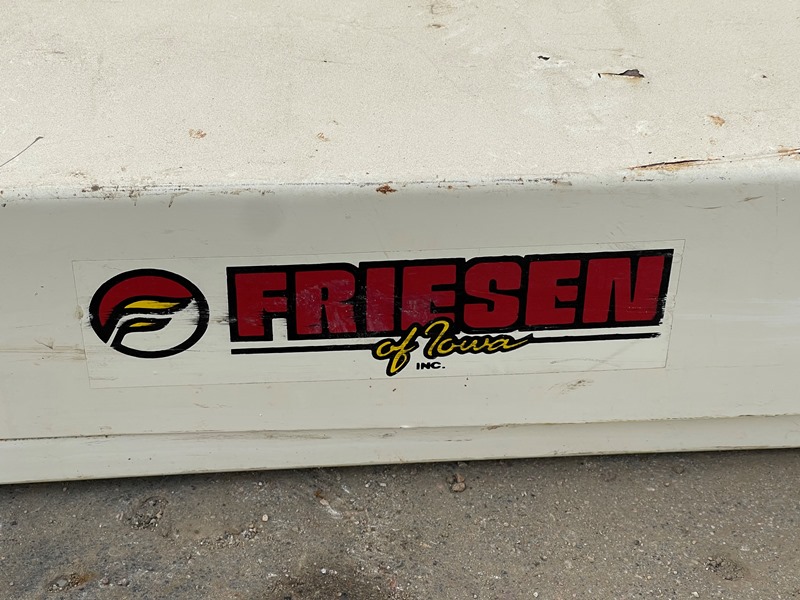 FRIESEN
of Iowa
INC.